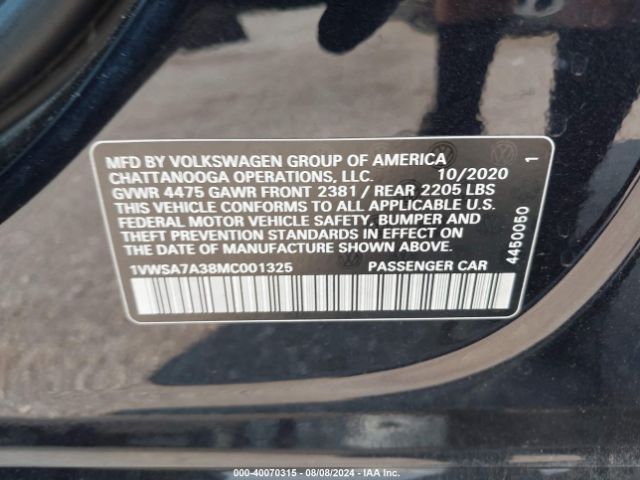 MFD BY VOLKSWAGEN GROUP OF AMERICA
CHATTANOOGA OPERATIONS, LLC. 10/2020
GVWR 4475 GAWR FRONT 2381 / REAR 2205 LBS
THIS VEHICLE CONFORMS TO ALL APPLICABLE U.S.
FEDERAL MOTOR VEHICLE SAFETY, BUMPER AND
THEFT PREVENTION STANDARDS IN EFFECT ON
THE DATE OF MANUFACTURE SHOWN ABOVE.
1VWSA7A38MC001325 PASSENGER CAR
1
4450050
000-40070315 - 08/08/2024 - IAA Inc.